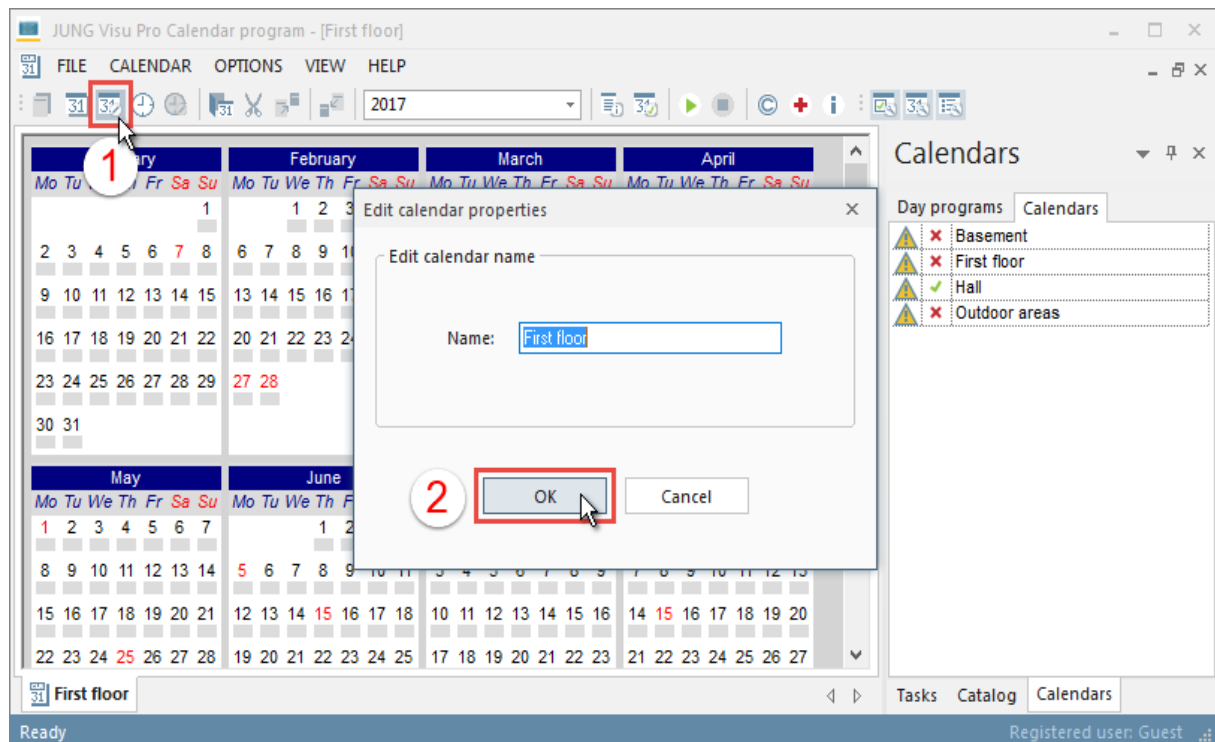 JUNG Visu Pro Calendar program - [First floor]
FILE CALENDAR OPTIONS VIEW HELP
2017
1
February March April
Mo Tu Fr Sa Su Mo Tu We Th Fr Sa Su Mo Tu We Th Fr Sa Su Mo Tu We Th Fr Sa Su
1 1 2 3
2 3 4 5 6 7 8 6 7 8 9
9 10 11 12 13 14 15 13 14 15 16
16 17 18 19 20 21 22 20 21 22 23
23 24 25 26 27 28 29 27 28
30 31
May June
Mo Tu We Th Fr Sa Su Mo Tu We Th
1 2 3 4 5 6 7 1 2
8 9 10 11 12 13 14 5 6 7 8 9
15 16 17 18 19 20 21 12 13 14 15 16 17 18 10 11 12 13 14 15 16 14 15 16 17 18 19 20
22 23 24 25 26 27 28 19 20 21 22 23 24 25 17 18 19 20 21 22 23 21 22 23 24 25 26 27
First floor
Edit calendar properties
Edit calendar name
Name: First floor
2
OK Cancel
Calendars
Day programs Calendars
Basement
First floor
Hall
Outdoor areas
Tasks Catalog Calendars
Ready Registered user: Guest